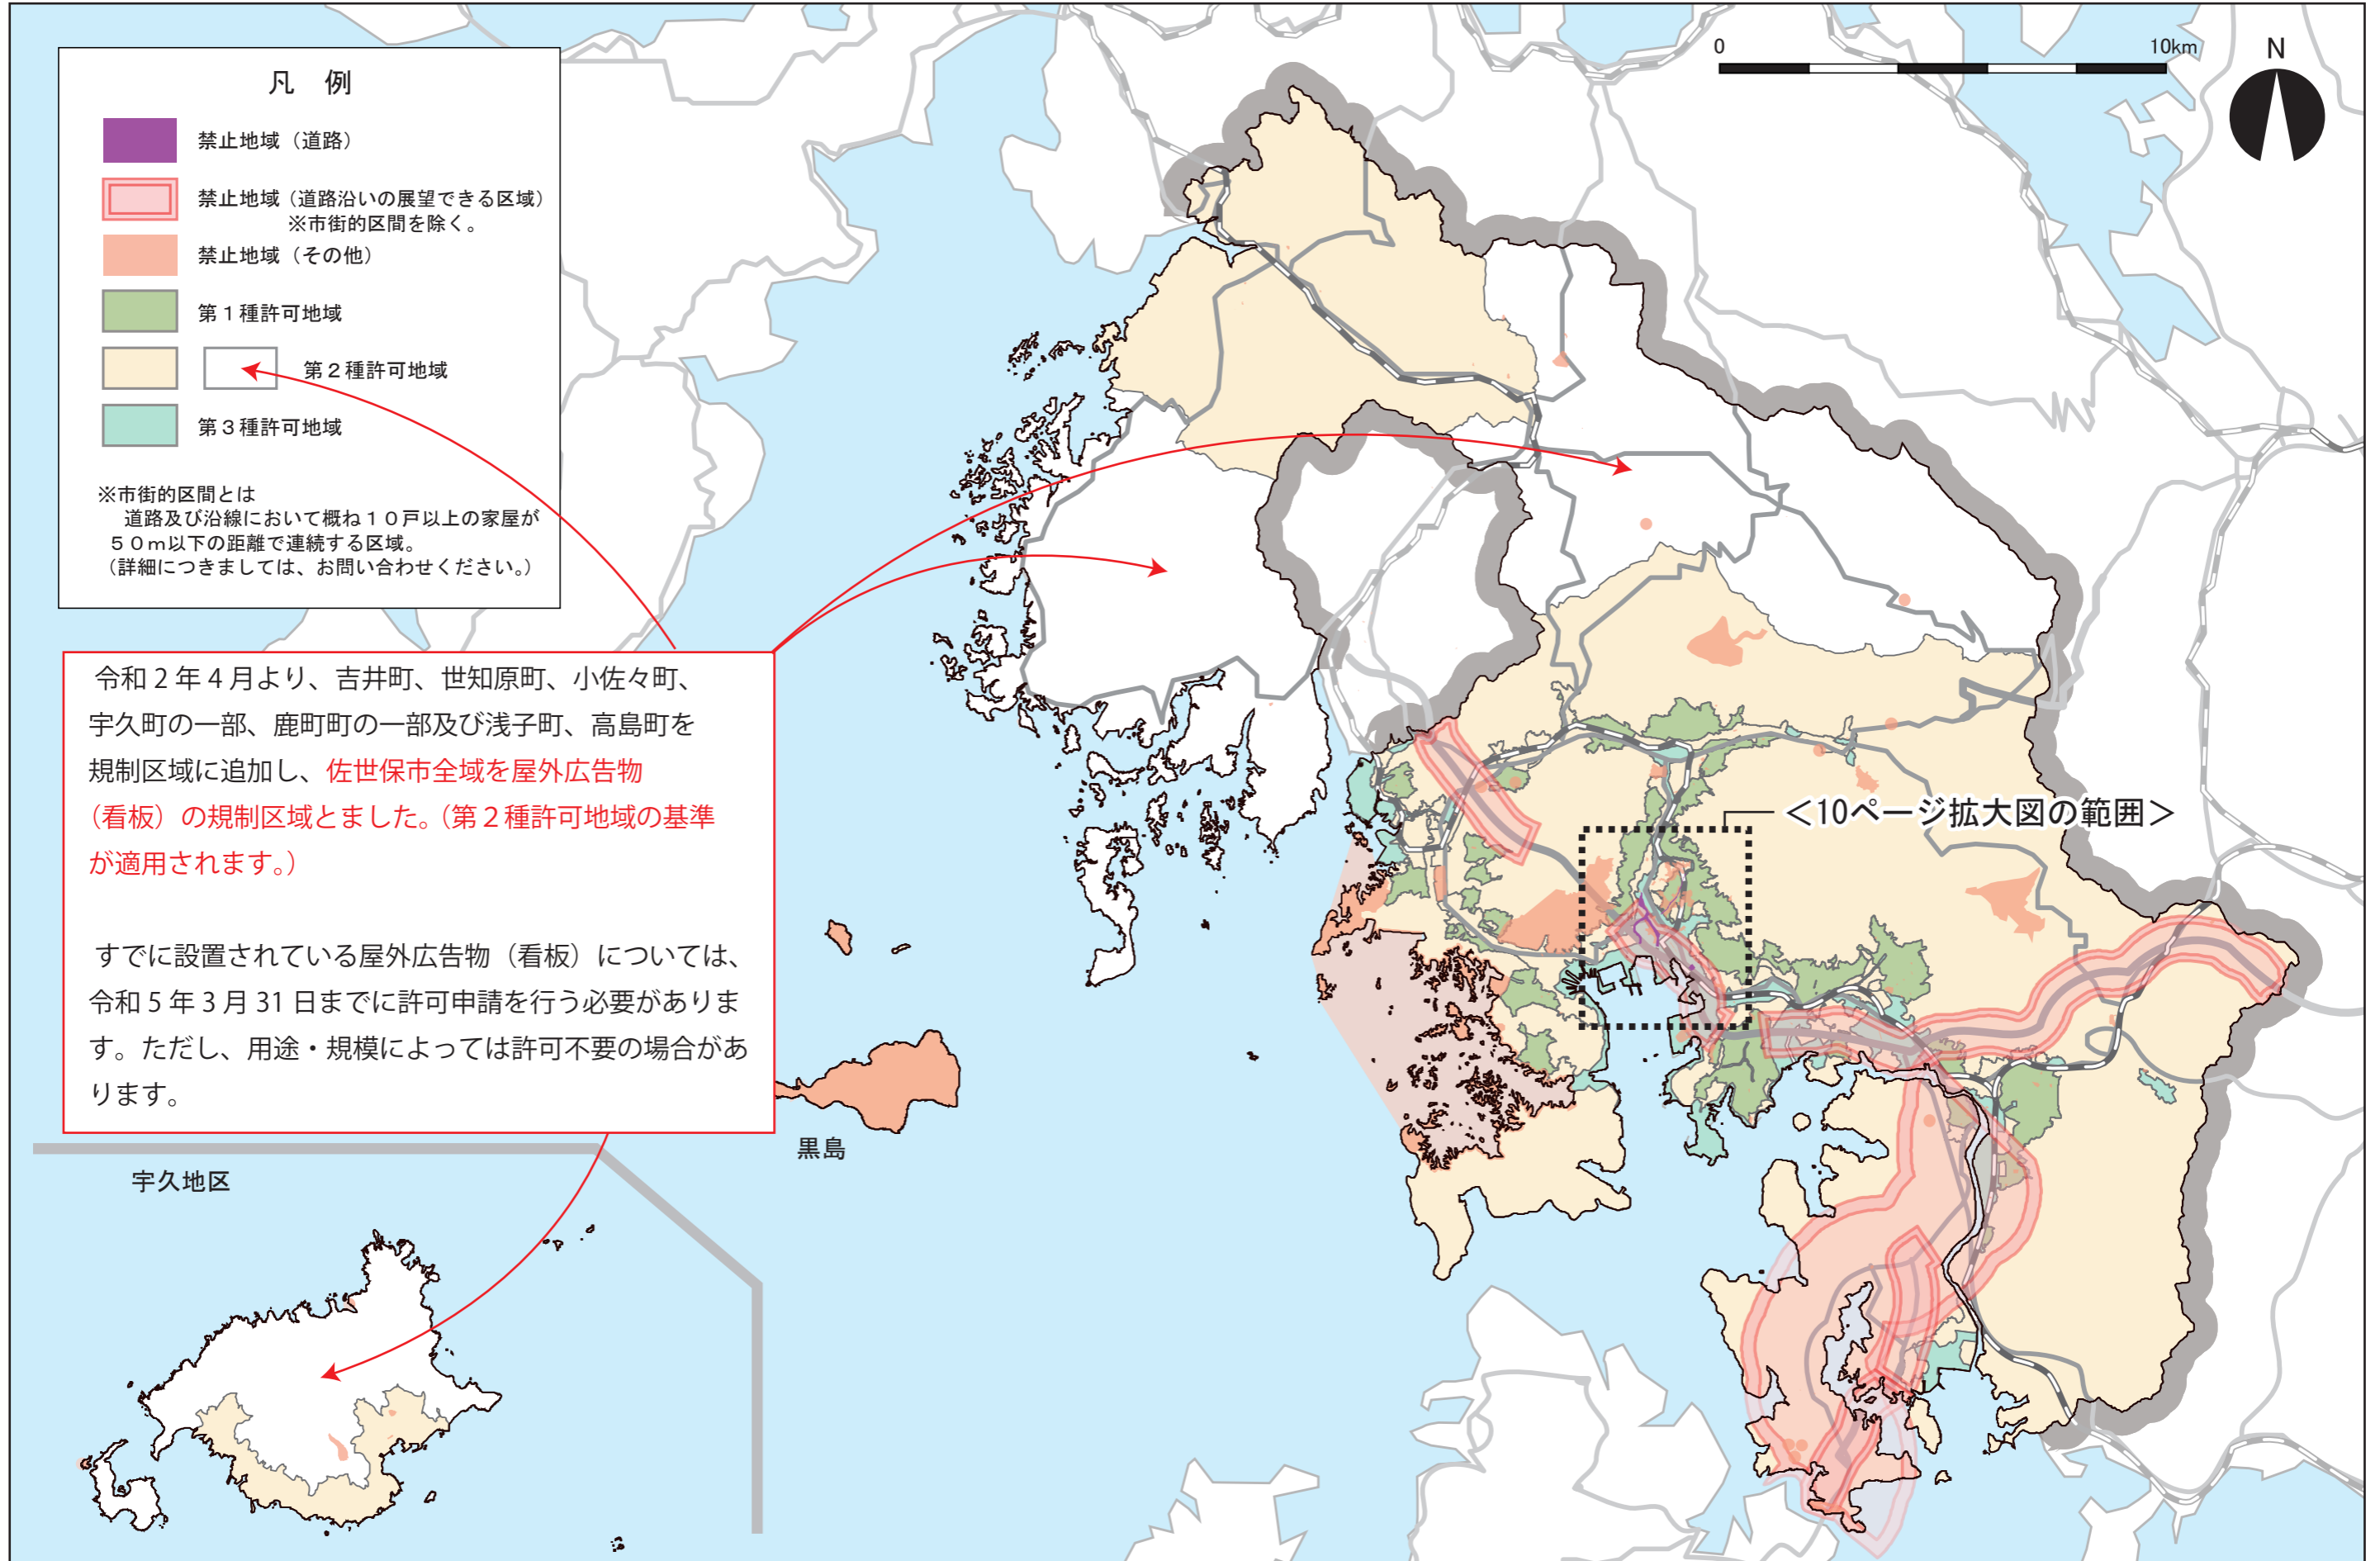 凡 例
禁止地域（道路）
禁止地域（道路沿いの展望できる区域）
※市街的区間を除く。
禁止地域（その他）
第１種許可地域
第２種許可地域
第３種許可地域
※市街的区間とは
道路及び沿線において概ね１０戸以上の家屋が
５０ｍ以下の距離で連続する区域。
（詳細につきましては、お問い合わせください。）
0 10km
N
令和２年４月より、吉井町、世知原町、小佐々町、
宇久町の一部、鹿町町の一部及び浅子町、高島町を
規制区域に追加し、佐世保市全域を屋外広告物
（看板）の規制区域とました。（第２種許可地域の基準
が適用されます。）
すでに設置されている屋外広告物（看板）については、
令和５年３月 31 日までに許可申請を行う必要がありま
す。ただし、用途・規模によっては許可不要の場合があ
ります。
＜10ページ拡大図の範囲＞
黒島
宇久地区